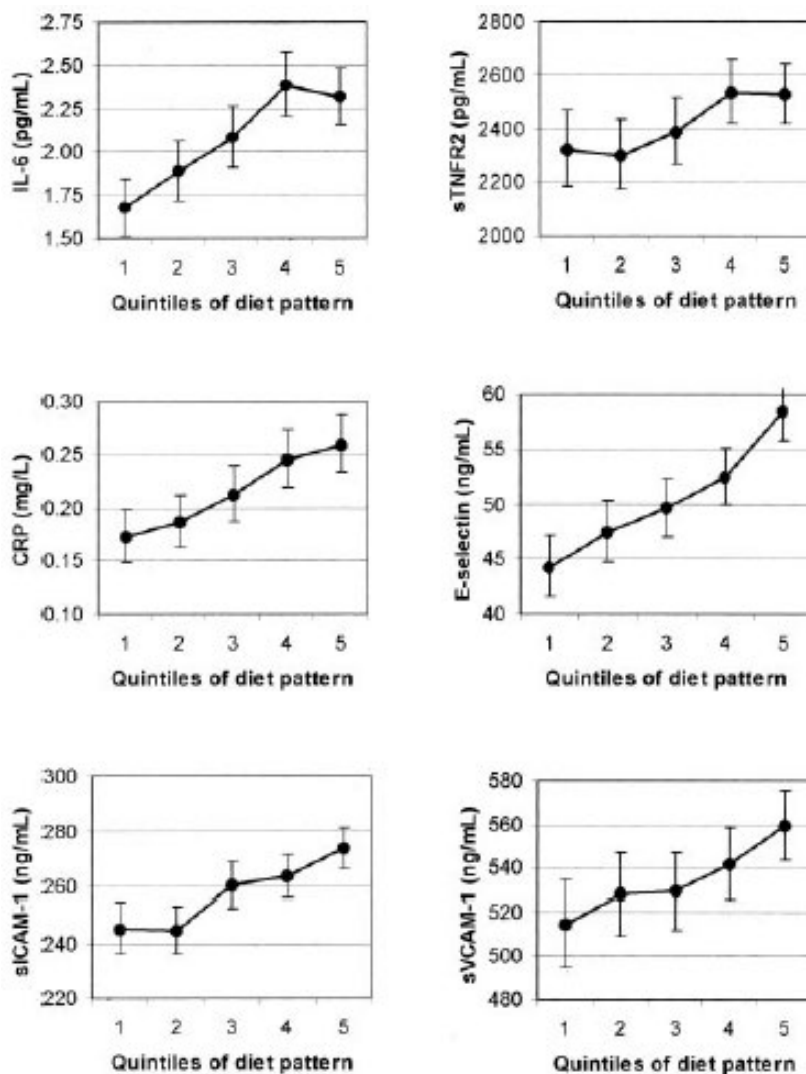 IL-6 (pg/mL)
2.75
2.50
2.25
2.00
1.75
1.50
1 2 3 4 5
Quintiles of diet pattern
sTNFR2 (pg/mL)
2800
2600
2400
2200
2000
1 2 3 4 5
Quintiles of diet pattern
CRP (mg/L)
0.30
0.25
0.20
0.15
0.10
1 2 3 4 5
Quintiles of diet pattern
E-selectin (ng/mL)
60
55
50
45
40
1 2 3 4 5
Quintiles of diet pattern
sICAM-1 (ng/mL)
300
280
260
240
220
1 2 3 4 5
Quintiles of diet pattern
sVCAM-1 (ng/mL)
580
560
540
520
500
480
1 2 3 4 5
Quintiles of diet pattern